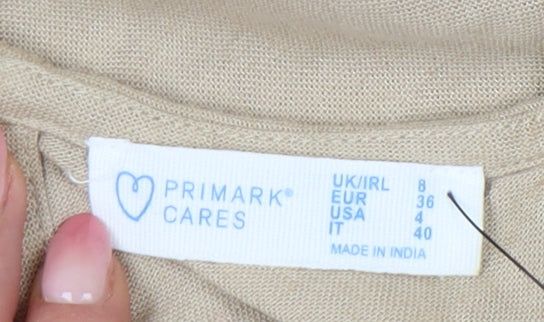 PRIMARK®
CARES
UK/IRL 8
EUR 36
USA 4
IT 40
MADE IN INDIA